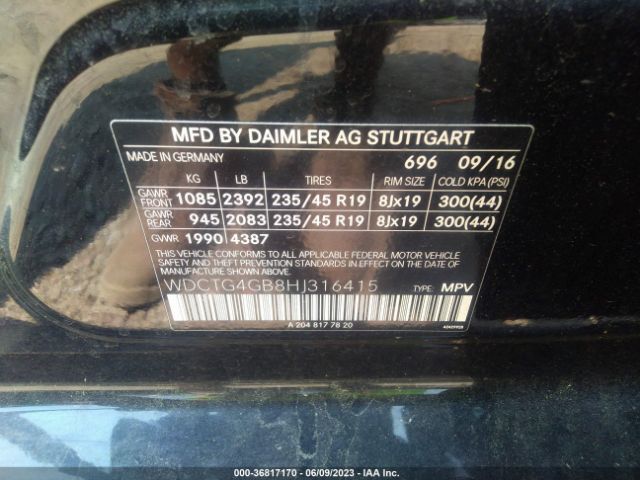 MFD BY DAIMLER AG STUTTGART
MADE IN GERMANY 696 09/16
KG LB TIRES RIM SIZE COLD KPA (PSI)
GAWR FRONT 1085 2392 235/45 R19 8Jx19 300(44)
GAWR REAR 945 2083 235/45 R19 8Jx19 300(44)
GVWR 1990 4387
THIS VEHICLE CONFORMS TO ALL APPLICABLE FEDERAL MOTOR VEHICLE
SAFETY AND THEFT PREVENTION STANDARDS IN EFFECT ON THE DATE
OF MANUFACTURE SHOWN ABOVE.
WDCTG4GB8HJ316415 TYPE: MPV
A 204 817 78 20
000-36817170 | 06/09/2023 | IAA Inc.